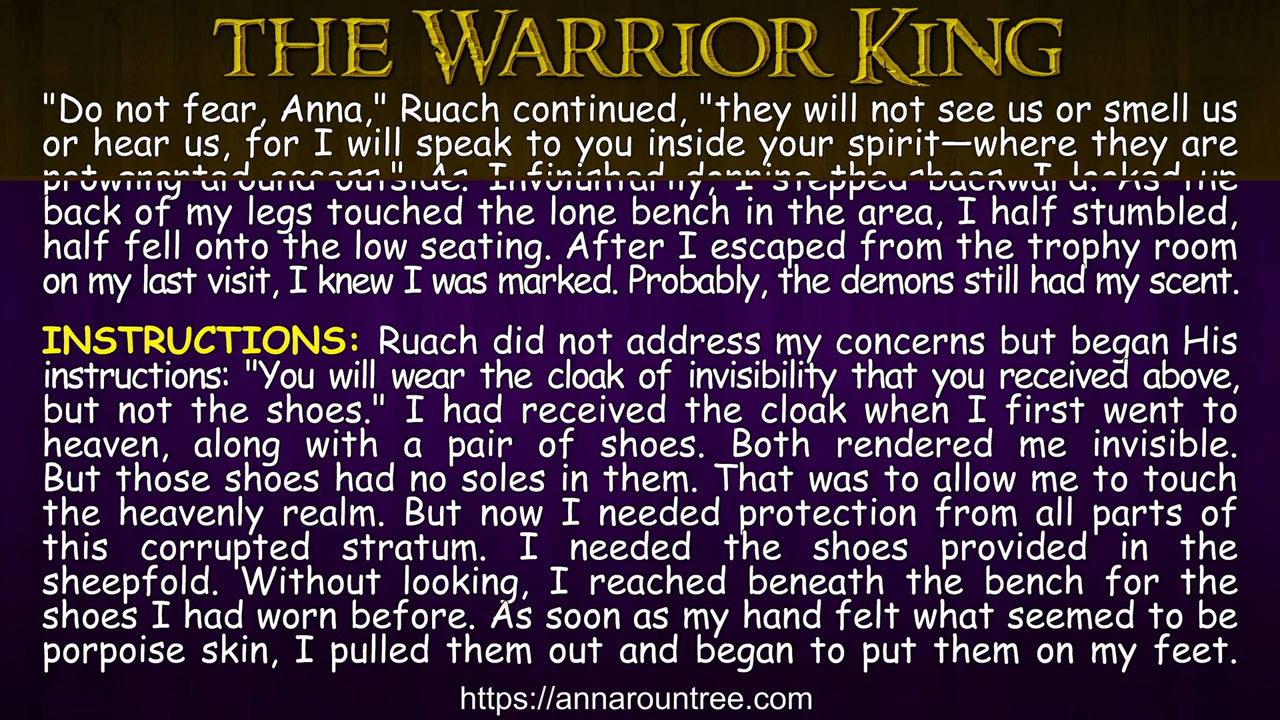 THE WARRIOR KING
"Do not fear, Anna," Ruach continued, "they will not see us or smell us
or hear us, for I will speak to you inside your spirit—where they are
back of my legs touched the lone bench in the area, I half stumbled,
half fell onto the low seating. After I escaped from the trophy room
on my last visit, I knew I was marked. Probably, the demons still had my scent.
INSTRUCTIONS: Ruach did not address my concerns but began His
instructions: "You will wear the cloak of invisibility that you received above,
but not the shoes." I had received the cloak when I first went to
heaven, along with a pair of shoes. Both rendered me invisible.
But those shoes had no soles in them. That was to allow me to touch
the heavenly realm. But now I needed protection from all parts of
this corrupted stratum. I needed the shoes provided in the
sheepfold. Without looking, I reached beneath the bench for the
shoes I had worn before. As soon as my hand felt what seemed to be
porpoise skin, I pulled them out and began to put them on my feet.
https://annarountree.com